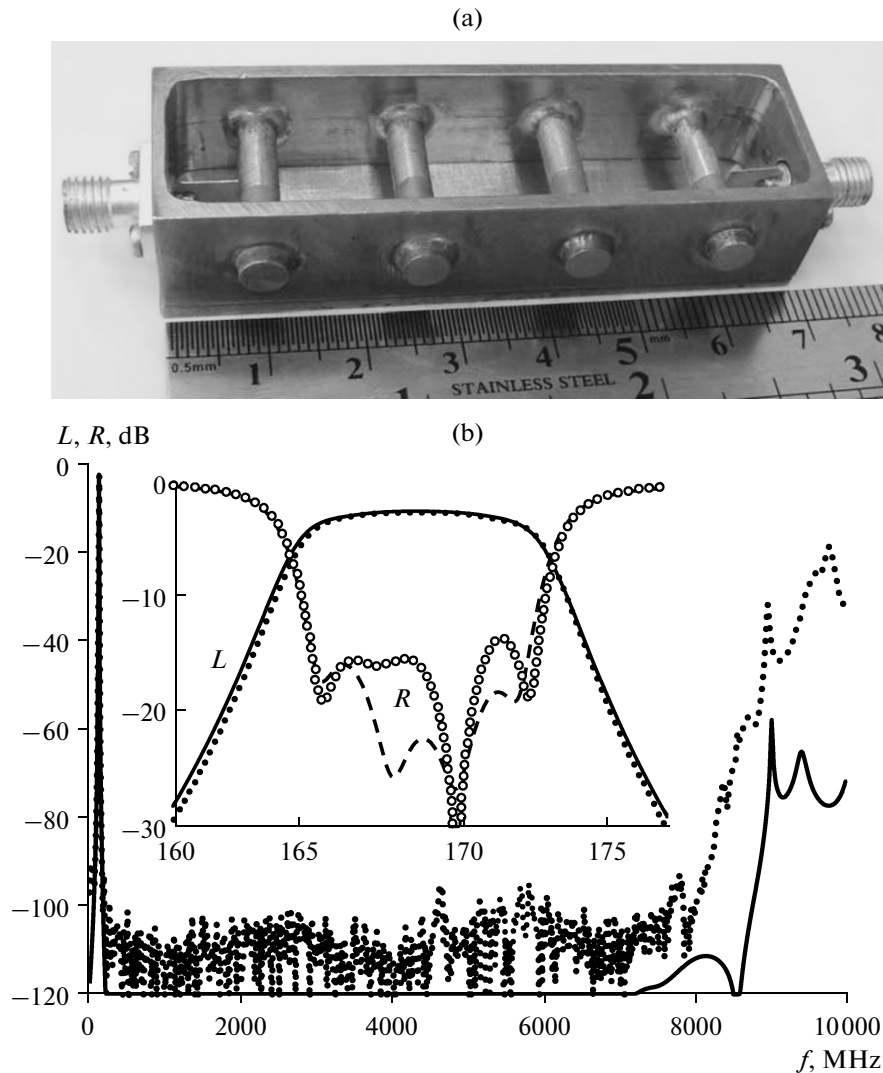 (a)
0.5mm 1 2 3 4 5 mm 6 7 8
1 STAINLESS STEEL 2 3
(b)
L, R, dB
0
−20
−40
−60
−80
−100
−120
0
−10
−20
−30
L
R
160 165 170 175
0 2000 4000 6000 8000 10000
f, MHz